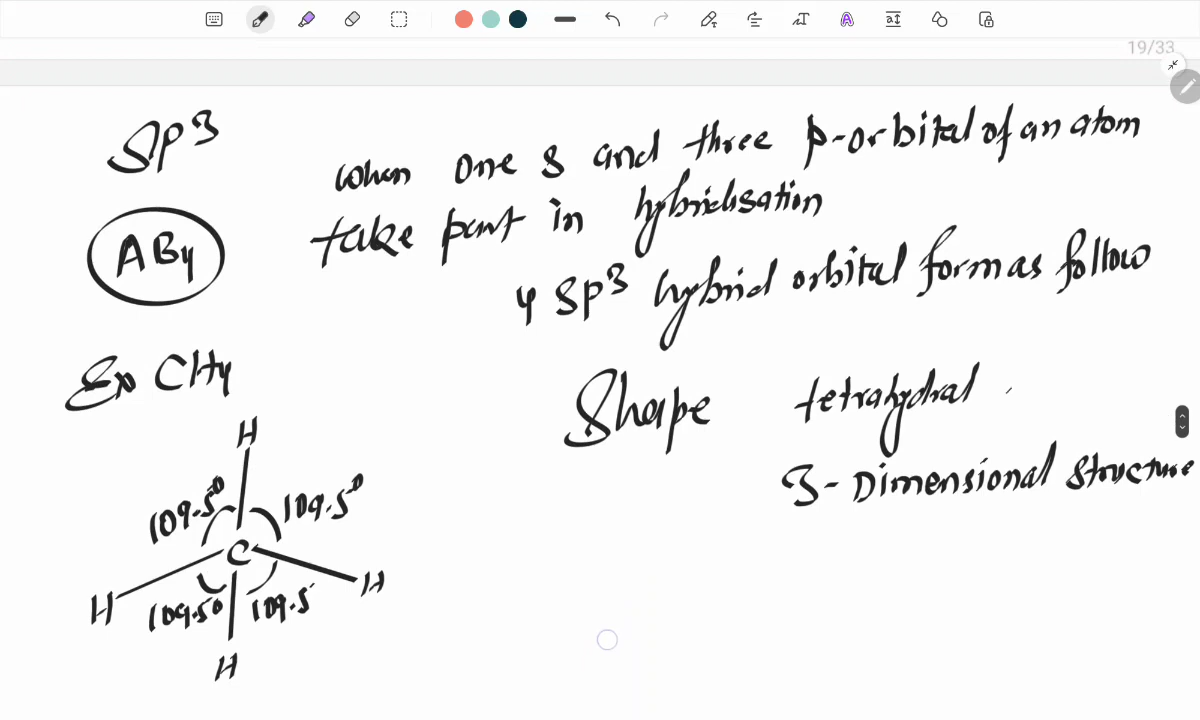 19/33
SP3
when one s and three p-orbital of an atom
take part in hybridisation
AB4
4 SP3 hybrid orbital form as follow
Ex CH4
Shape tetrahydral
3-Dimensional structure
H
109.5° 109.5°
C
H H
109.5° 109.5
H